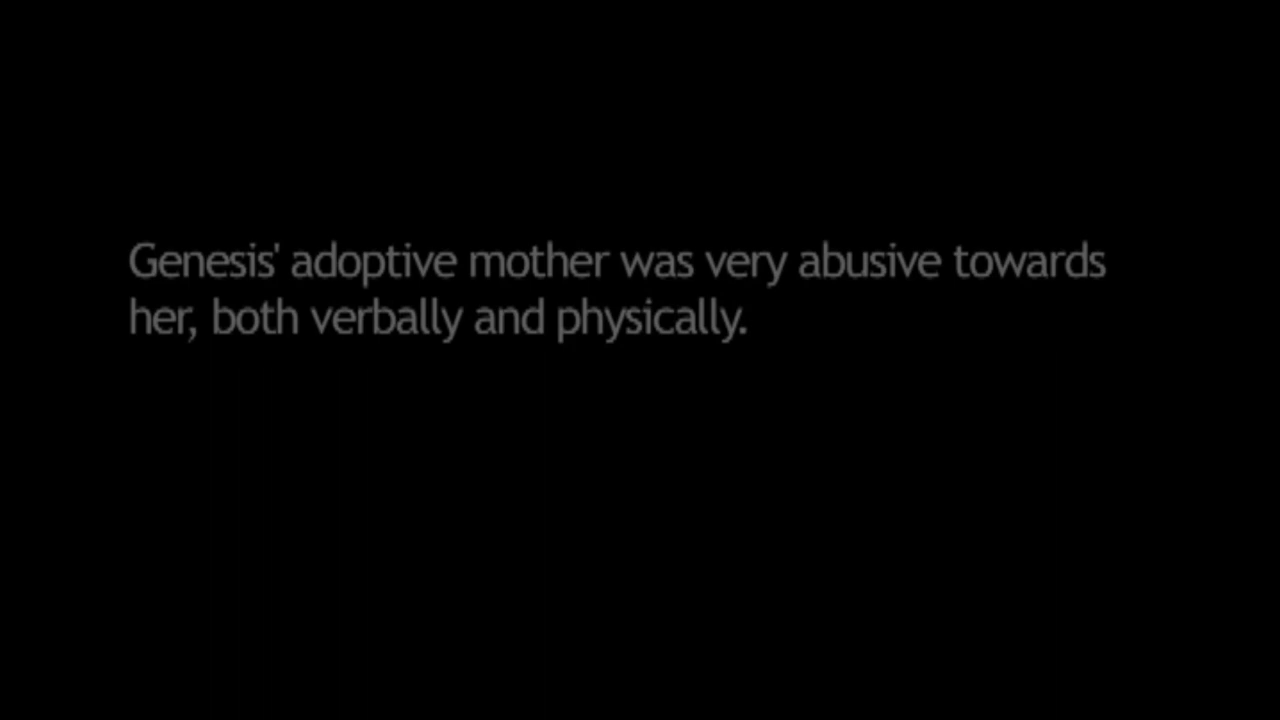 Genesis' adoptive mother was very abusive towards
her, both verbally and physically.